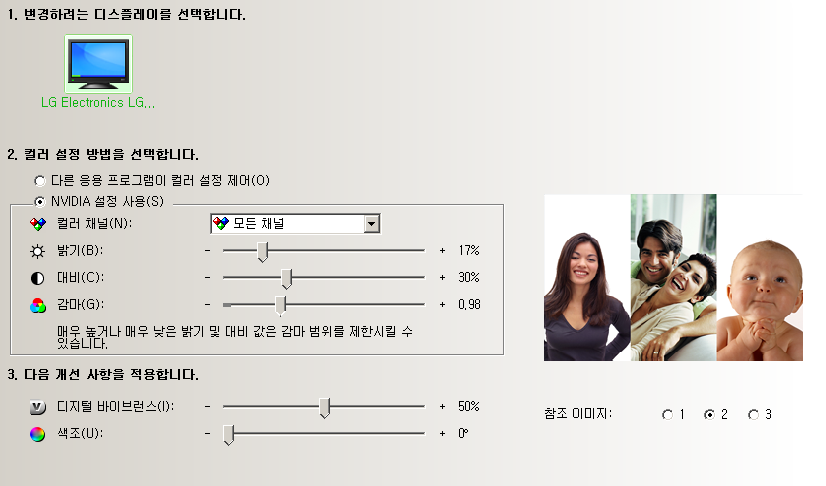 1. 변경하려는 디스플레이를 선택합니다.
LG Electronics LG...
2. 컬러 설정 방법을 선택합니다.
다른 응용 프로그램이 컬러 설정 제어(O)
NVIDIA 설정 사용(S)
컬러 채널(N): 모든 채널
밝기(B): - + 17%
대비(C): - + 30%
감마(G): - + 0,98
매우 높거나 매우 낮은 밝기 및 대비 값은 감마 범위를 제한시킬 수
있습니다.
3. 다음 개선 사항을 적용합니다.
디지털 바이브런스(I): - + 50%
색조(U): - + 0°
참조 이미지: 1 2 3